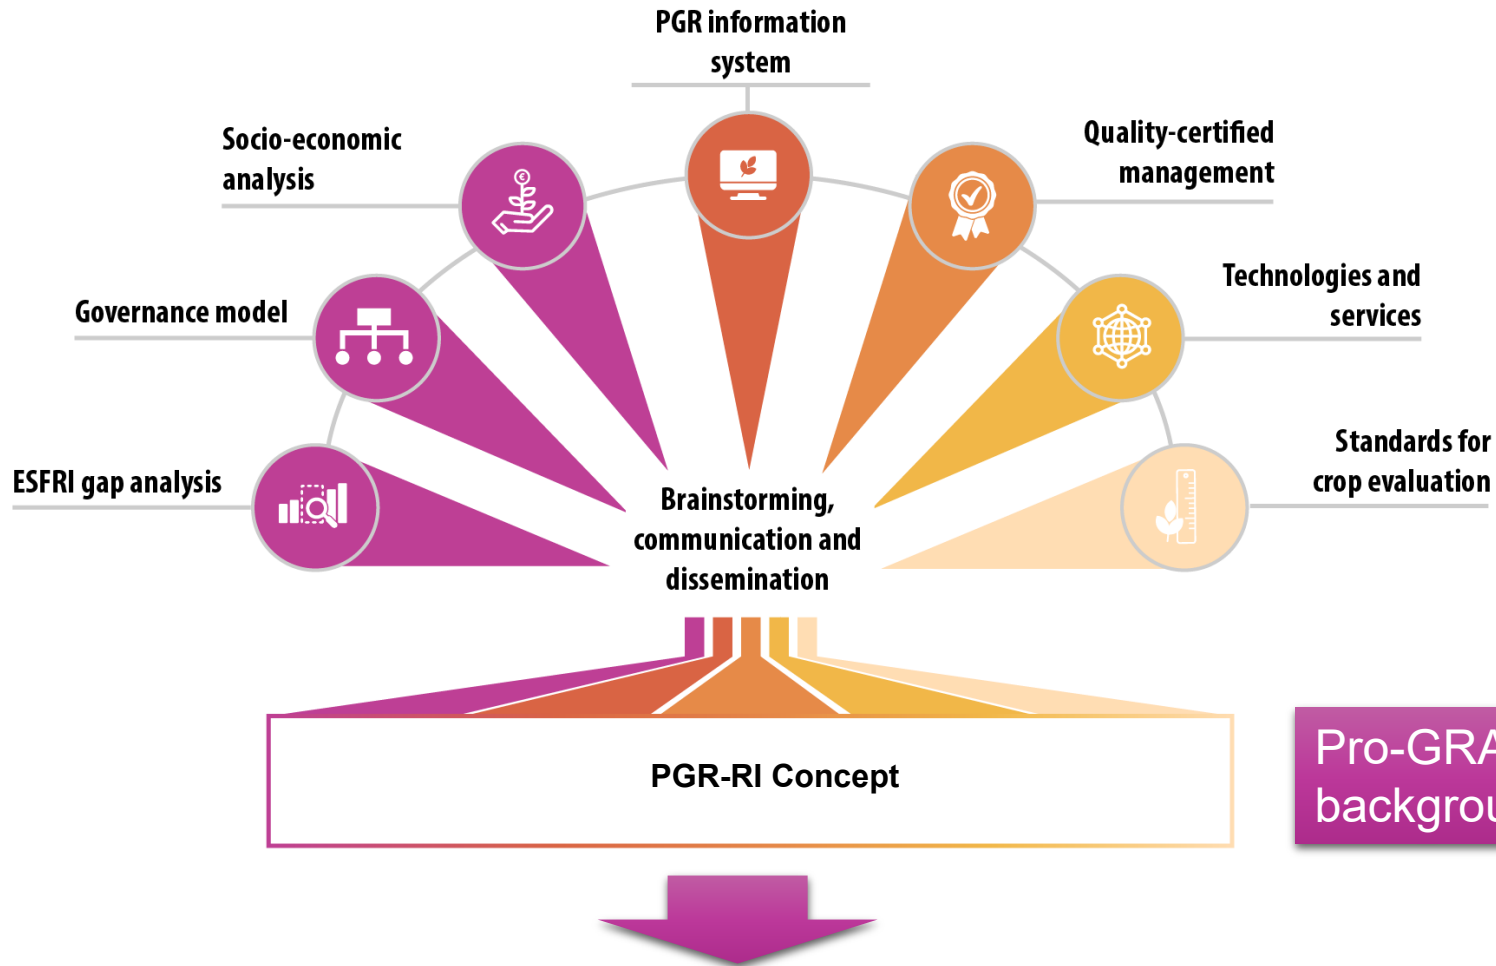 PGR information
system
Socio-economic
analysis
Quality-certified
management
Governance model
Technologies and
services
ESFRI gap analysis
Standards for
crop evaluation
Brainstorming,
communication and
dissemination
PGR-RI Concept
€